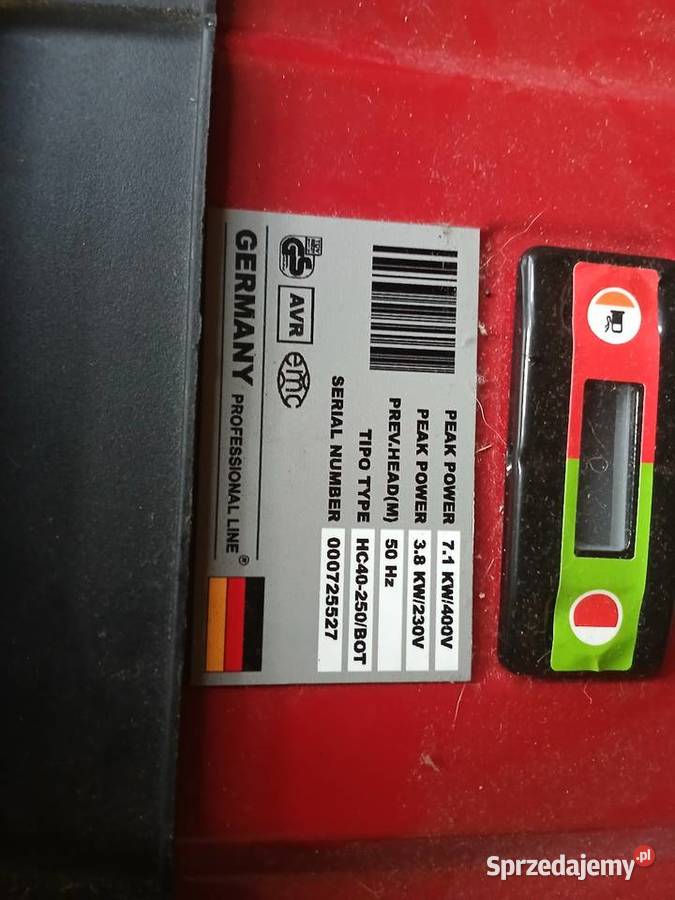 PEAK POWER 7.1 KW/400V
PEAK POWER 3.8 KW/230V
PREV.HEAD(M) 50 Hz
TIPO TYPE HC40-250/BOT
SERIAL NUMBER 000725527
GS AVR emc
GERMANY PROFESSIONAL LINE ®
Sprzedajemy.pl